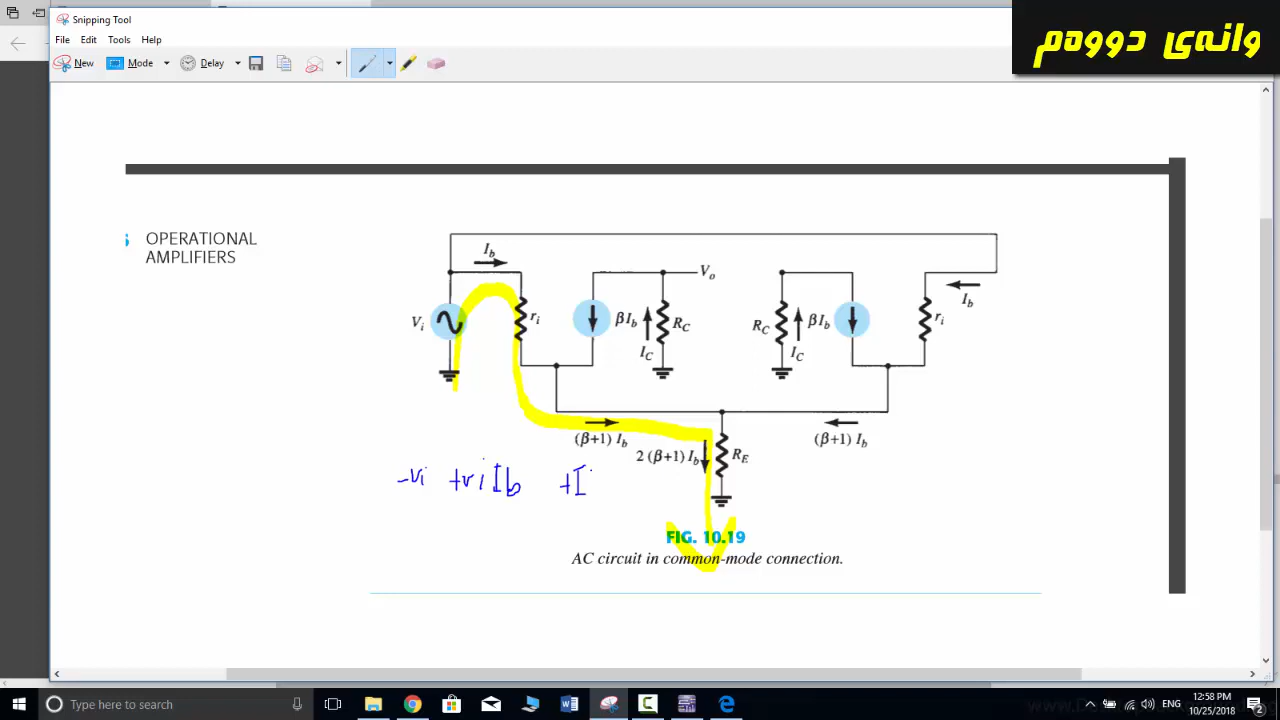 Snipping Tool
وانەی دووەم
File Edit Tools Help
New Mode Delay
OPERATIONAL
AMPLIFIERS
Ib
Vo
Ib
Vi ri βIb RC RC βIb ri
IC IC
(β+1) Ib (β+1) Ib
2 (β+1) Ib RE
-Vi +riIb +I
FIG. 10.19
AC circuit in common-mode connection.
Type here to search
ENG
12:58 PM
10/25/2018
2